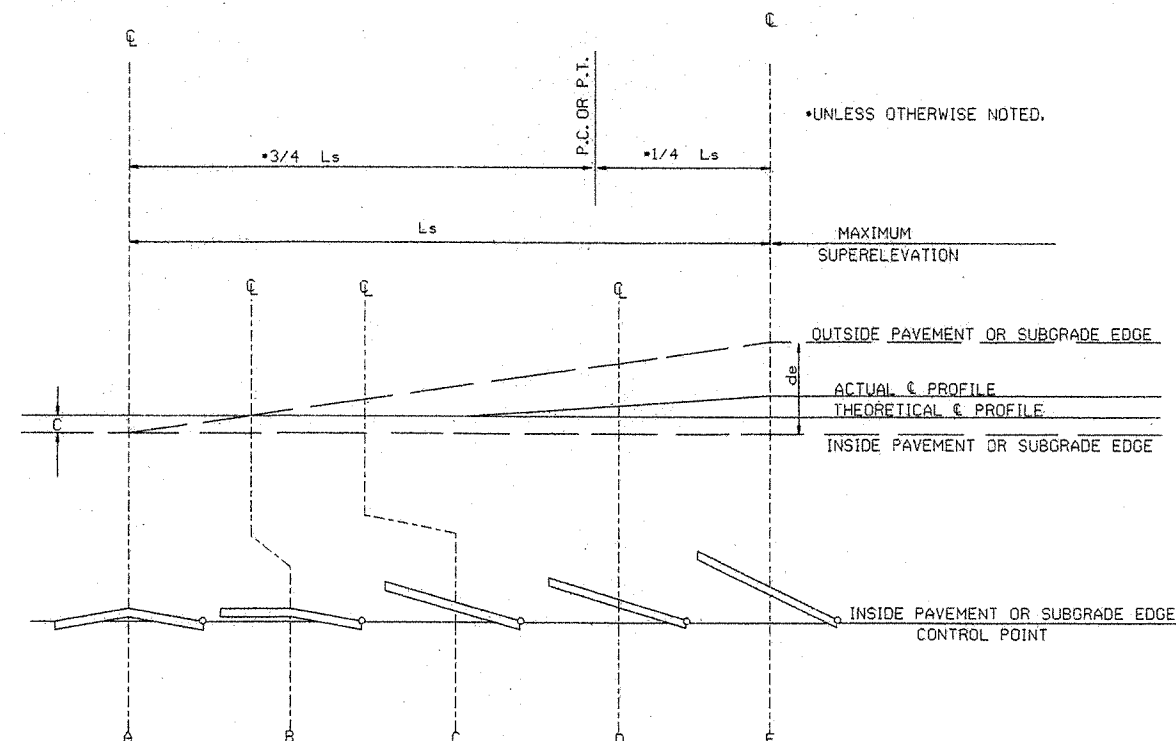 ℄
℄
P.C. OR P.T.
•UNLESS OTHERWISE NOTED.
•3/4 Ls
•1/4 Ls
Ls
MAXIMUM
SUPERELEVATION
℄
℄
℄
OUTSIDE PAVEMENT OR SUBGRADE EDGE
de
ACTUAL ℄ PROFILE
C
THEORETICAL ℄ PROFILE
INSIDE PAVEMENT OR SUBGRADE EDGE
INSIDE PAVEMENT OR SUBGRADE EDGE
CONTROL POINT
A
B
C
D
E